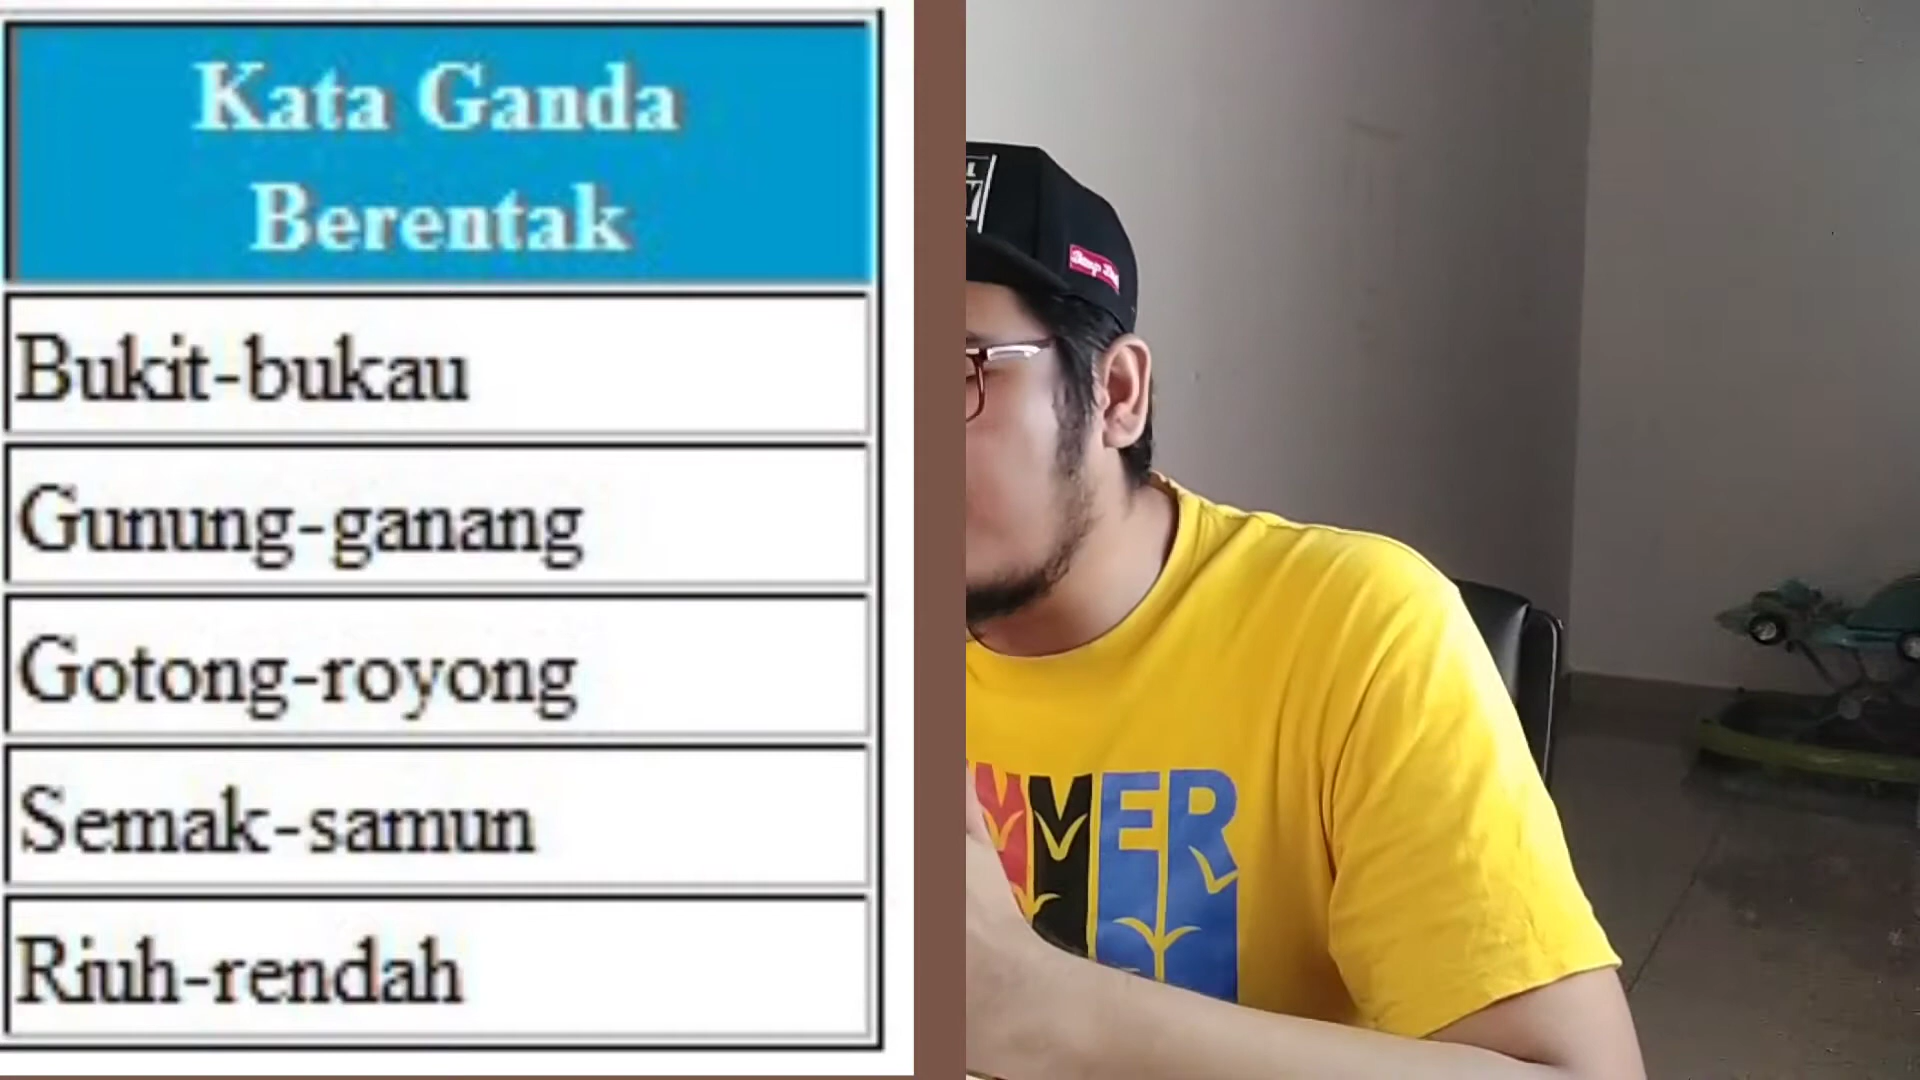 Kata Ganda
Berentak
Bukit-bukau
Gunung-ganang
Gotong-royong
Semak-samun
Riuh-rendah